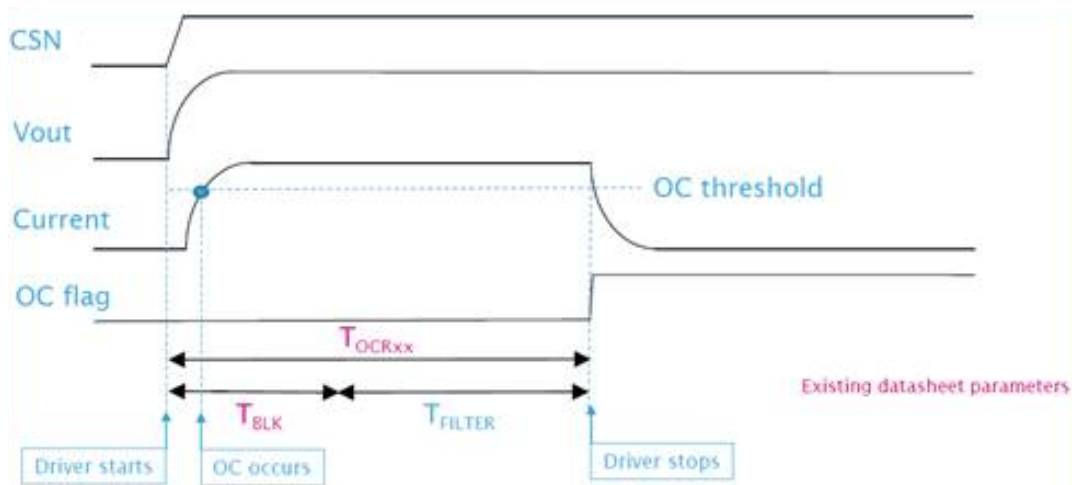 CSN
Vout
OC threshold
Current
OC flag
TOCRxx
Existing datasheet parameters
TBLK
TFILTER
Driver starts
OC occurs
Driver stops